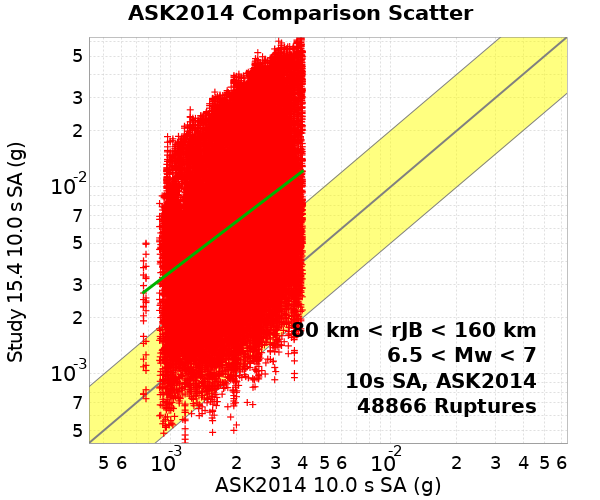 ASK2014 Comparison Scatter
Study 15.4 10.0 s SA (g)
5
3
2
10-2
7
5
3
2
10-3
7
5
80 km < rJB < 160 km
6.5 < Mw < 7
10s SA, ASK2014
48866 Ruptures
5 6 10-3 2 3 4 5 6 10-2 2 3 4 5 6
ASK2014 10.0 s SA (g)